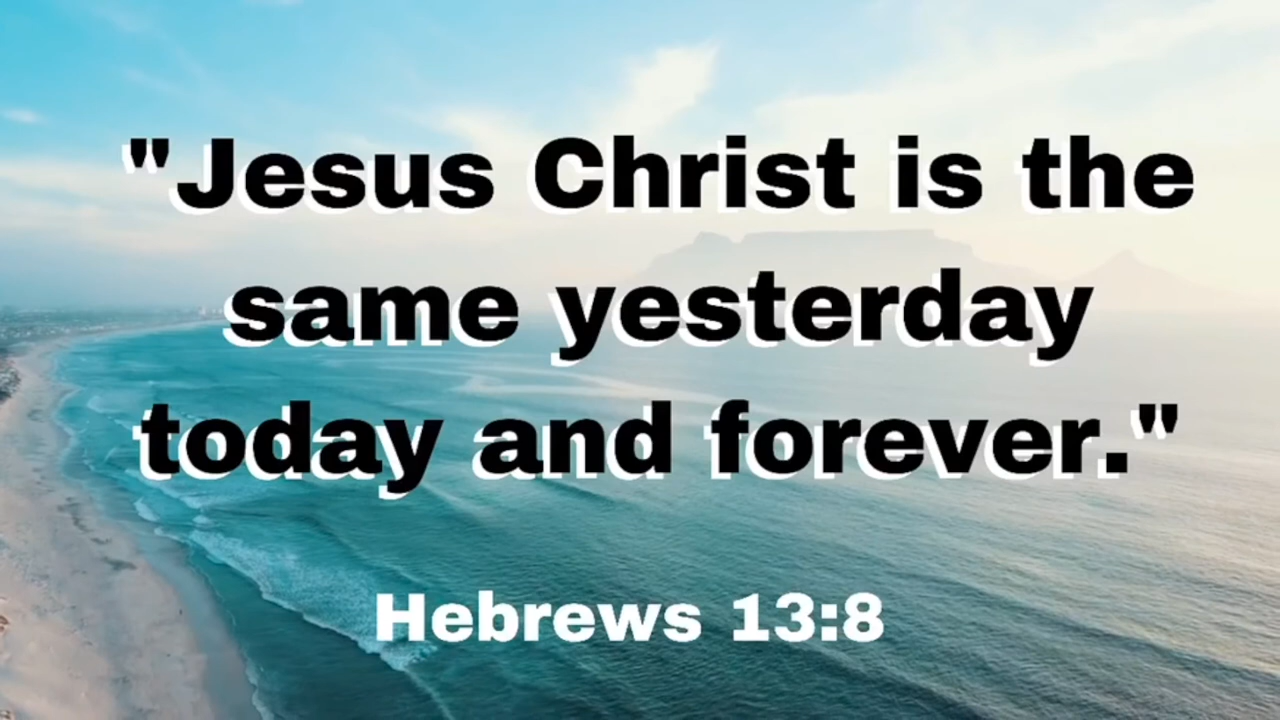 "Jesus Christ is the
same yesterday
today and forever."
Hebrews 13:8